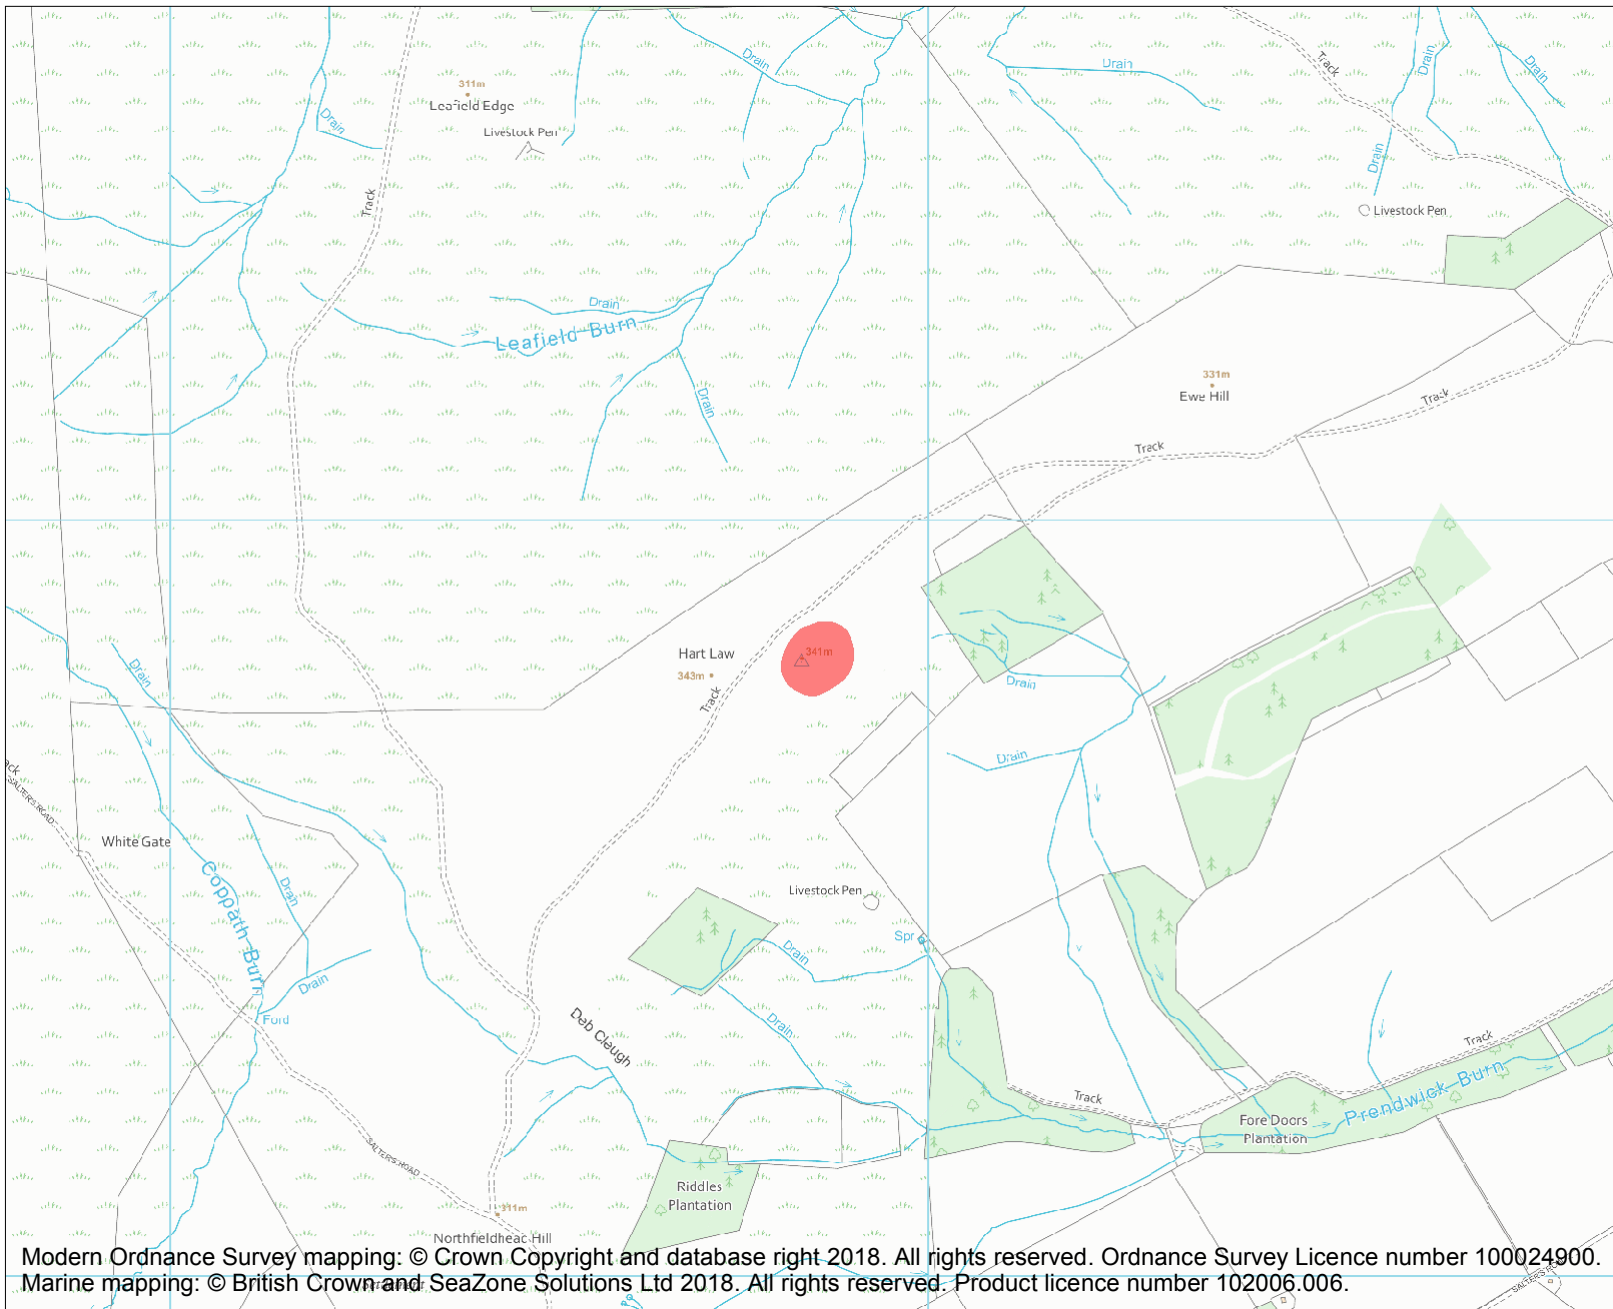 Drain
Drain
Drain
Drain
Track
311m
Leafield Edge
Livestock Pen
Drain
Track
Drain
Livestock Pen
Drain
Leafield Burn
Drain
331m
Ewe Hill
Track
Track
Hart Law
343m
341m
Track
Drain
Drain
Drain
SALTER'S ROAD
White Gate
Coppath Burn
Drain
Drain
Ford
Livestock Pen
Drain
Drain
Deb Cleugh
Track
Track
Prendwick Burn
Fore Doors
Plantation
SALTER'S ROAD
Riddles
Plantation
311m
Northfieldhead Hill
Modern Ordnance Survey mapping: © Crown Copyright and database right 2018. All rights reserved. Ordnance Survey Licence number 100024900.
Marine mapping: © British Crown and SeaZone Solutions Ltd 2018. All rights reserved. Product licence number 102006.006.